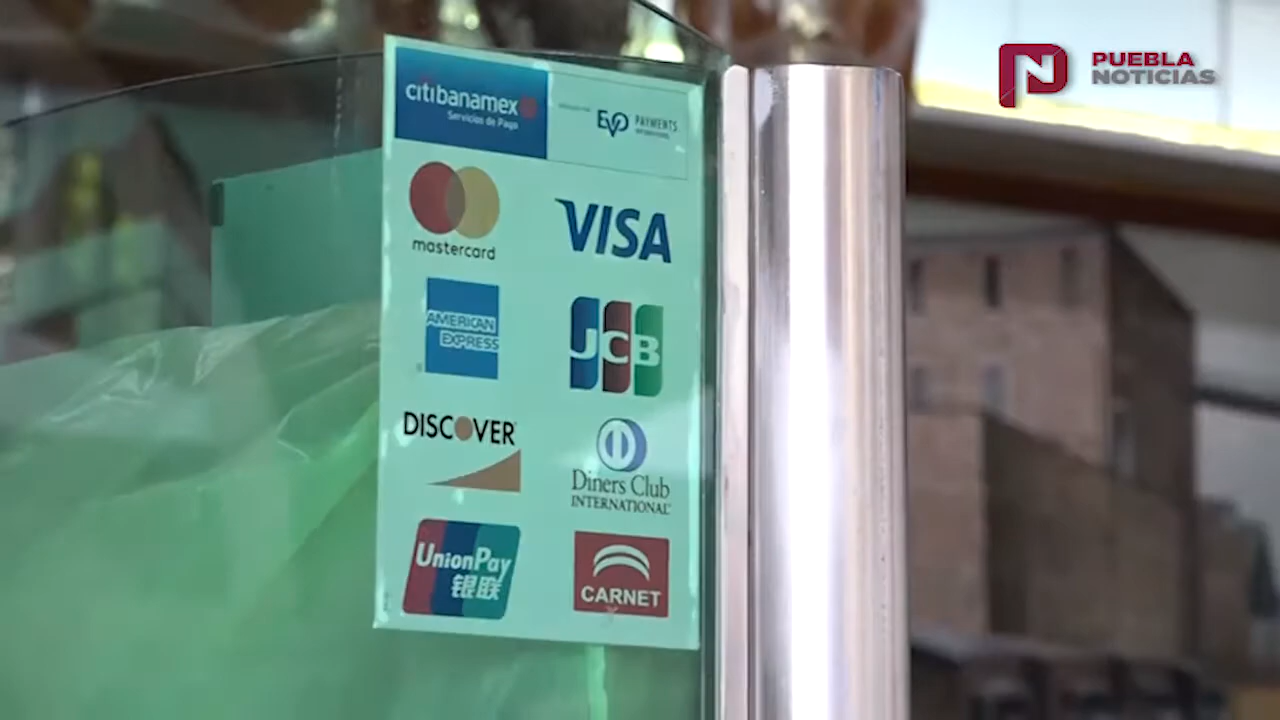 PUEBLA
NOTICIAS
citibanamex
Servicios de Pago
EVO PAYMENTS
INTERNATIONAL
mastercard
VISA
AMERICAN
EXPRESS
JCB
DISCOVER
Diners Club
INTERNATIONAL
UnionPay
银联
CARNET